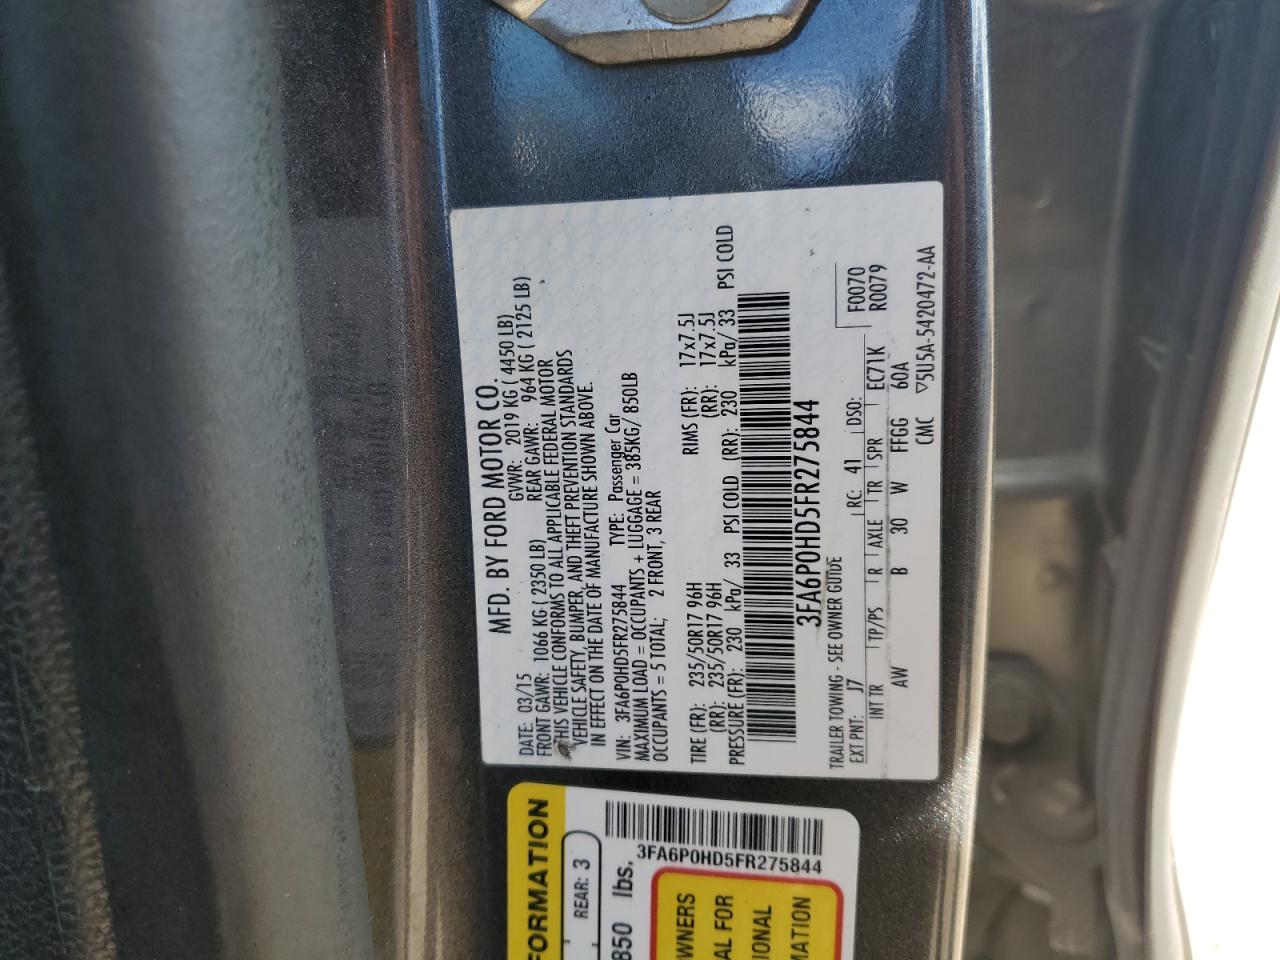 MFD. BY FORD MOTOR CO.
DATE: 03/15 GVWR: 2019 KG ( 4450 LB)
FRONT GAWR: 1066 KG ( 2350 LB) REAR GAWR: 964 KG ( 2125 LB)
THIS VEHICLE CONFORMS TO ALL APPLICABLE FEDERAL MOTOR
VEHICLE SAFETY, BUMPER, AND THEFT PREVENTION STANDARDS
IN EFFECT ON THE DATE OF MANUFACTURE SHOWN ABOVE.
VIN: 3FA6P0HD5FR275844 TYPE: Passenger Car
MAXIMUM LOAD = OCCUPANTS + LUGGAGE = 385KG/ 850LB
OCCUPANTS = 5 TOTAL; 2 FRONT, 3 REAR
TIRE (FR): 235/50R17 96H RIMS (FR): 17x7.5J
(RR): 235/50R17 96H (RR): 17x7.5J
PRESSURE (FR): 230 kPa/ 33 PSI COLD (RR): 230 kPa/ 33 PSI COLD
3FA6P0HD5FR275844
TRAILER TOWING - SEE OWNER GUIDE F0070
R0079
EXT PNT: J7 RC: 41 DSO:
INT TR TP/PS R AXLE TR SPR EC71K
AW B 30 W FFGG 60A
CMC ▽5U5A-5420472-AA
FORMATION
REAR: 3
850 lbs.
3FA6P0HD5FR275844
WNERS
AL FOR
IONAL
MATION